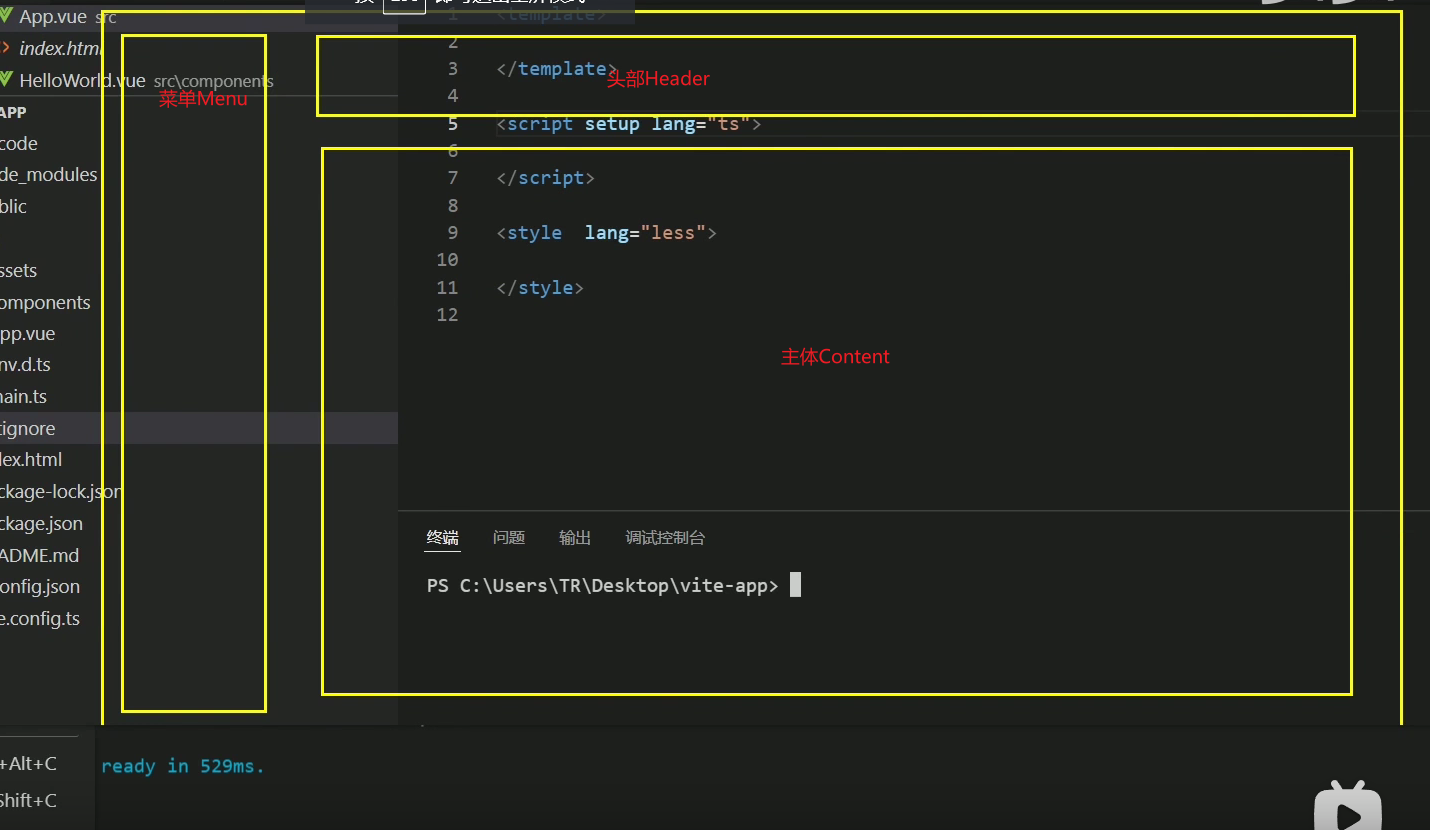 App.vue src
index.html
HelloWorld.vue src\components
菜单Menu
APP
code
de_modules
blic
ssets
omponents
pp.vue
nv.d.ts
ain.ts
tignore
lex.html
ckage-lock.json
ckage.json
ADME.md
onfig.json
e.config.ts
+Alt+C
Shift+C
1 <template>
2
3 </template>
头部Header
4
5 <script setup lang="ts">
6
7 </script>
8
9 <style  lang="less">
10
11 </style>
12
主体Content
终端 问题 输出 调试控制台
PS C:\Users\TR\Desktop\vite-app>
ready in 529ms.